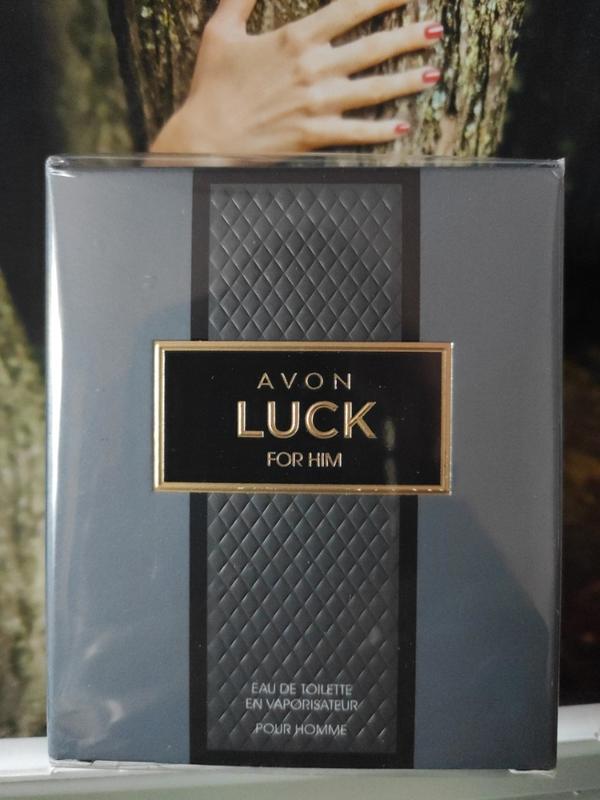 AVON
LUCK
FOR HIM
EAU DE TOILETTE
EN VAPORISATEUR
POUR HOMME